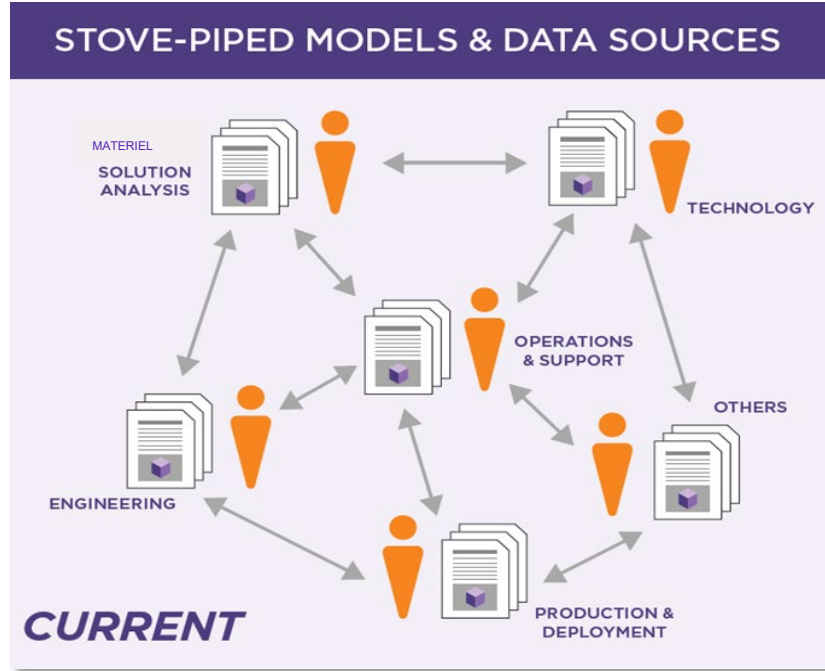 STOVE-PIPED MODELS & DATA SOURCES
MATERIEL
SOLUTION
ANALYSIS
TECHNOLOGY
OPERATIONS
& SUPPORT
OTHERS
ENGINEERING
PRODUCTION &
DEPLOYMENT
CURRENT